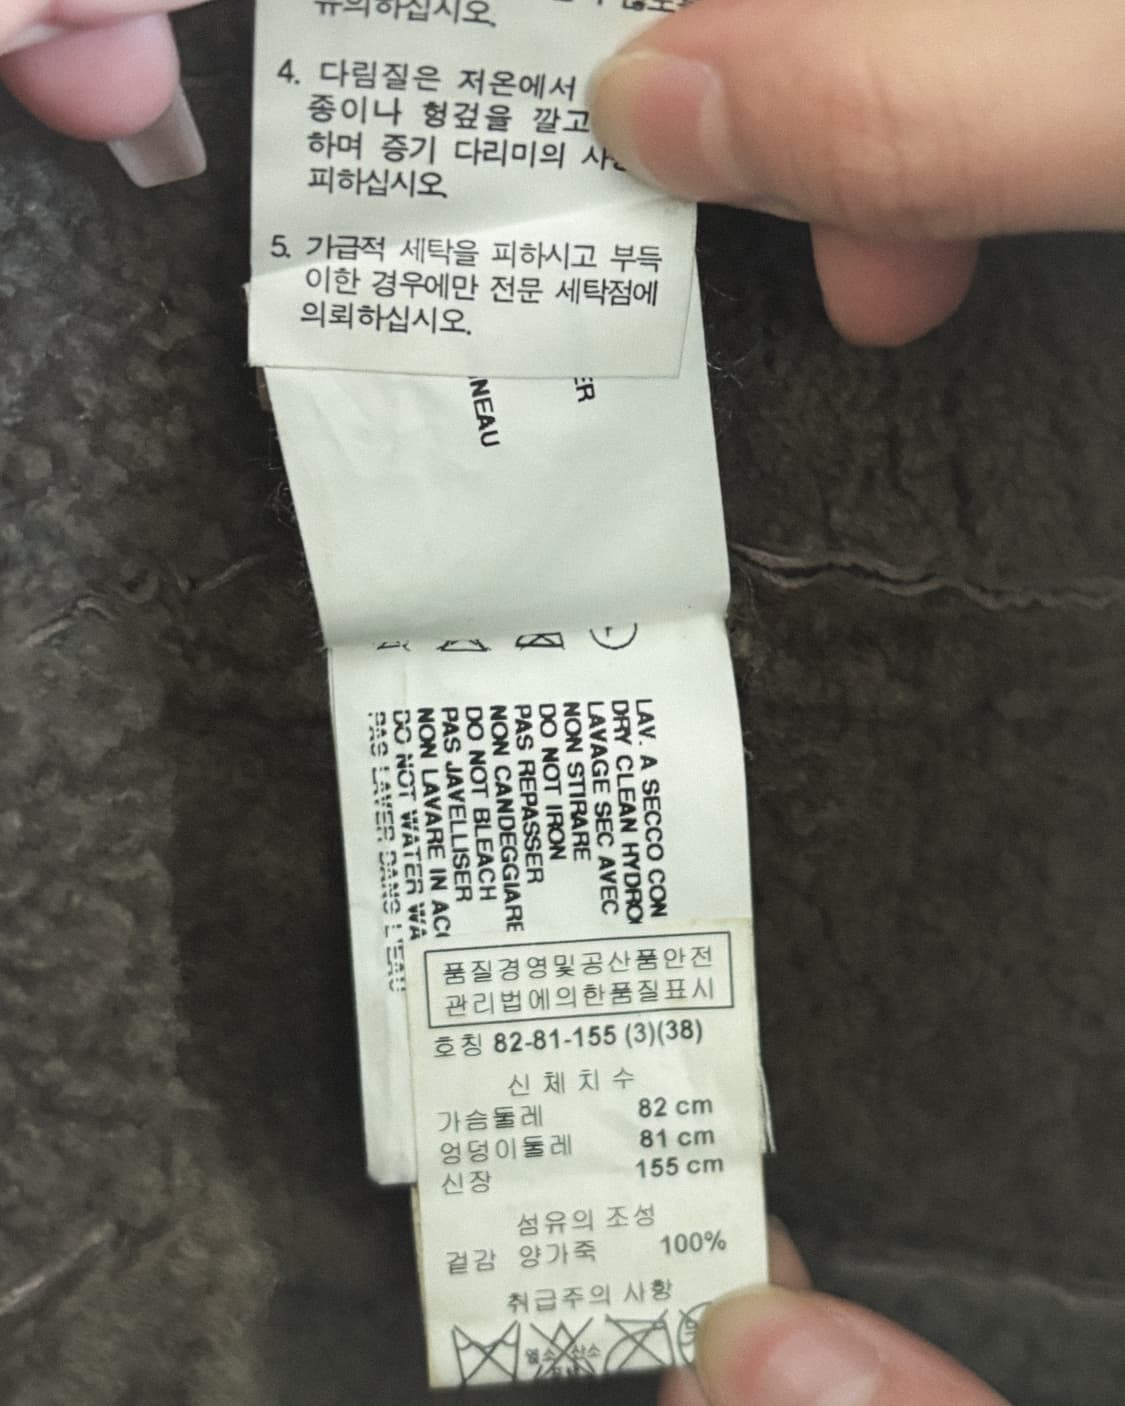 유의하십시오.
4. 다림질은 저온에서
종이나 헝겊을 깔고
하며 증기 다리미의
피하십시오.
5. 가급적 세탁을 피하시고 부득
이한 경우에만 전문 세탁점에
의뢰하십시오.
NEAU
ER
LAV. A SECCO CON
DRY CLEAN HYDRO
LAVAGE SEC AVEC
NON STIRARE
DO NOT IRON
PAS REPASSER
NON CANDEGGIARE
DO NOT BLEACH
PAS JAVELLISER
NON LAVARE IN AC
DO NOT WATER WA
PAS LAVER DANS L'EAU
품질경영및공산품안전
관리법에의한품질표시
호칭 82-81-155 (3)(38)
신체치수
가슴둘레 82 cm
엉덩이둘레 81 cm
신장 155 cm
섬유의 조성
겉감 양가죽 100%
취급주의 사항
염소 산소